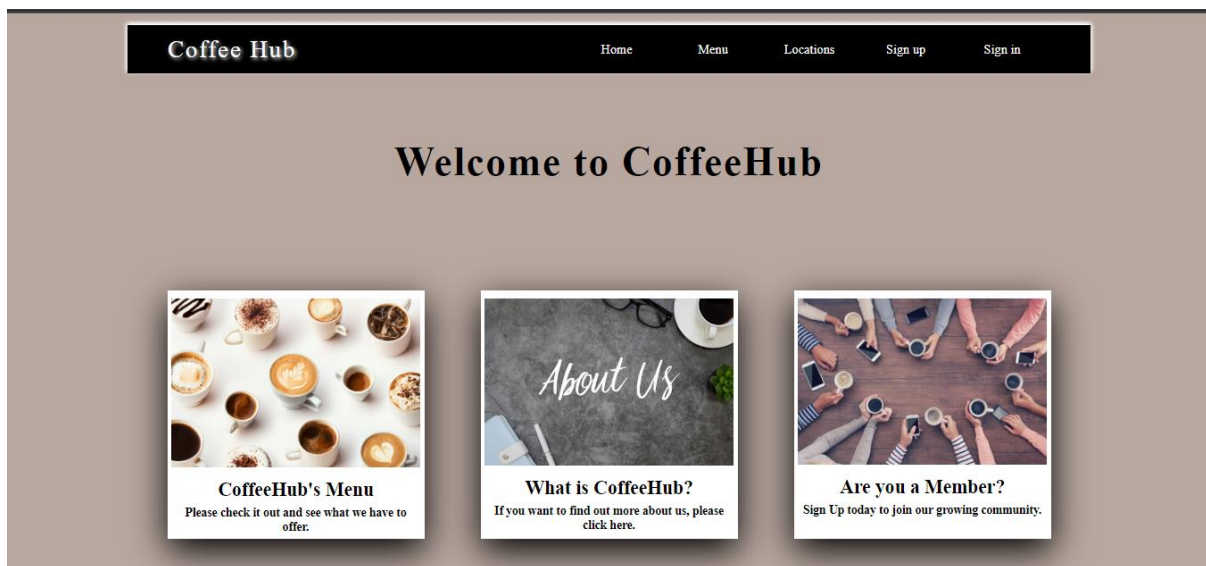 Coffee Hub
Home Menu Locations Sign up Sign in
Welcome to CoffeeHub
About Us
CoffeeHub's Menu
Please check it out and see what we have to
offer.
What is CoffeeHub?
If you want to find out more about us, please
click here.
Are you a Member?
Sign Up today to join our growing community.